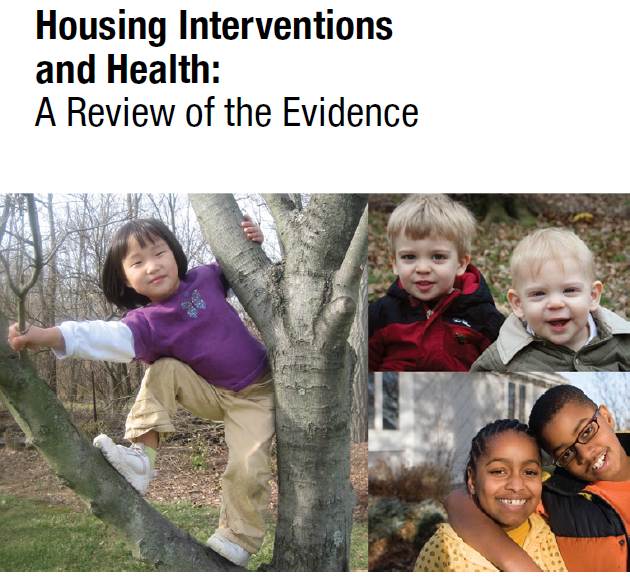 Housing Interventions
and Health:
A Review of the Evidence